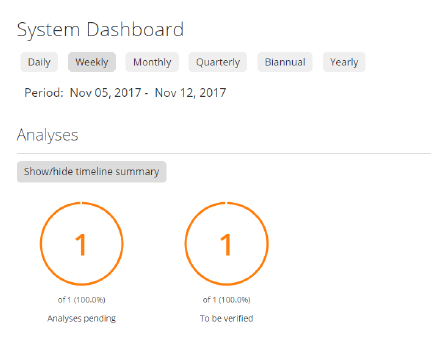 System Dashboard
Daily Weekly Monthly Quarterly Biannual Yearly
Period: Nov 05, 2017 - Nov 12, 2017
Analyses
Show/hide timeline summary
1 1
of 1 (100.0%) of 1 (100.0%)
Analyses pending To be verified